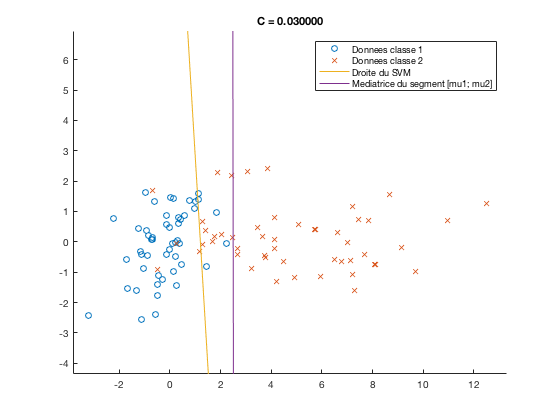 C = 0.030000
Donnees classe 1
Donnees classe 2
Droite du SVM
Mediatrice du segment [mu1; mu2]
6
5
4
3
2
1
0
-1
-2
-3
-4
-2 0 2 4 6 8 10 12